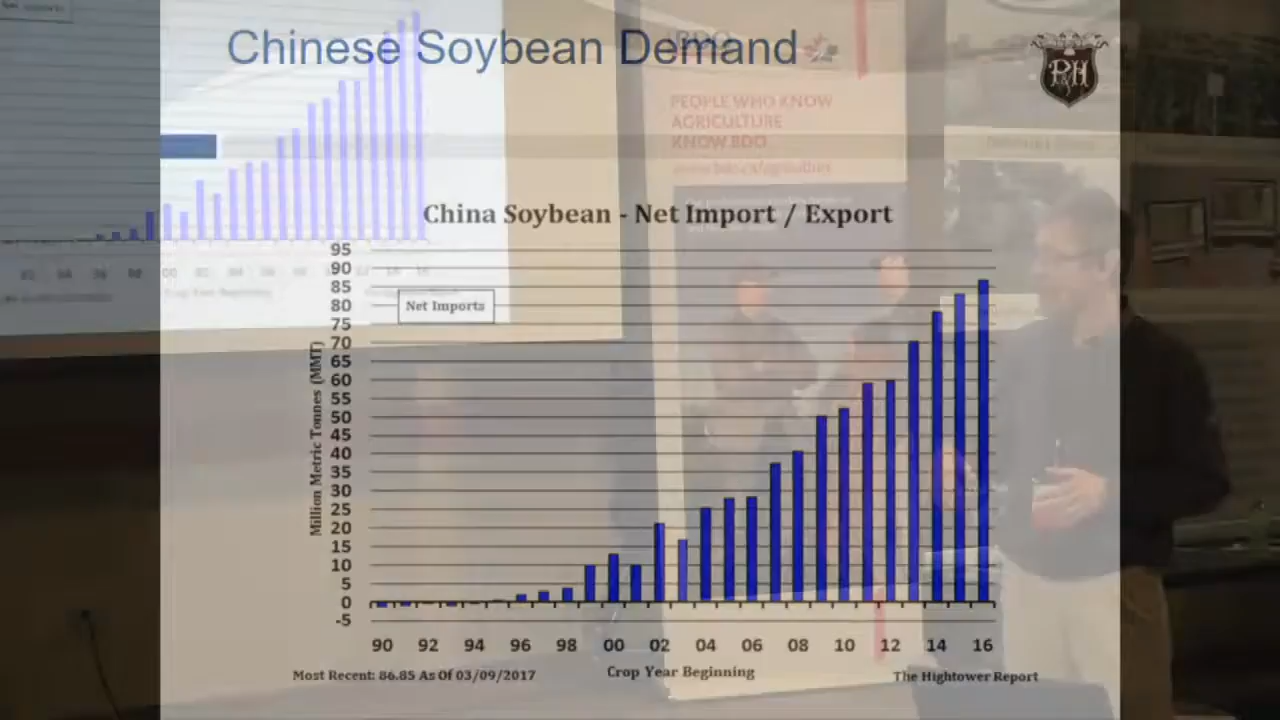 Chinese Soybean Demand
P&H
PEOPLE WHO KNOW
AGRICULTURE
KNOW BDO
China Soybean - Net Import / Export
Net Imports
Million Metric Tonnes (MMT)
95
90
85
80
75
70
65
60
55
50
45
40
35
30
25
20
15
10
5
0
-5
90 92 94 96 98 00 02 04 06 08 10 12 14 16
Most Recent: 86.85 As Of 03/09/2017
Crop Year Beginning
The Hightower Report